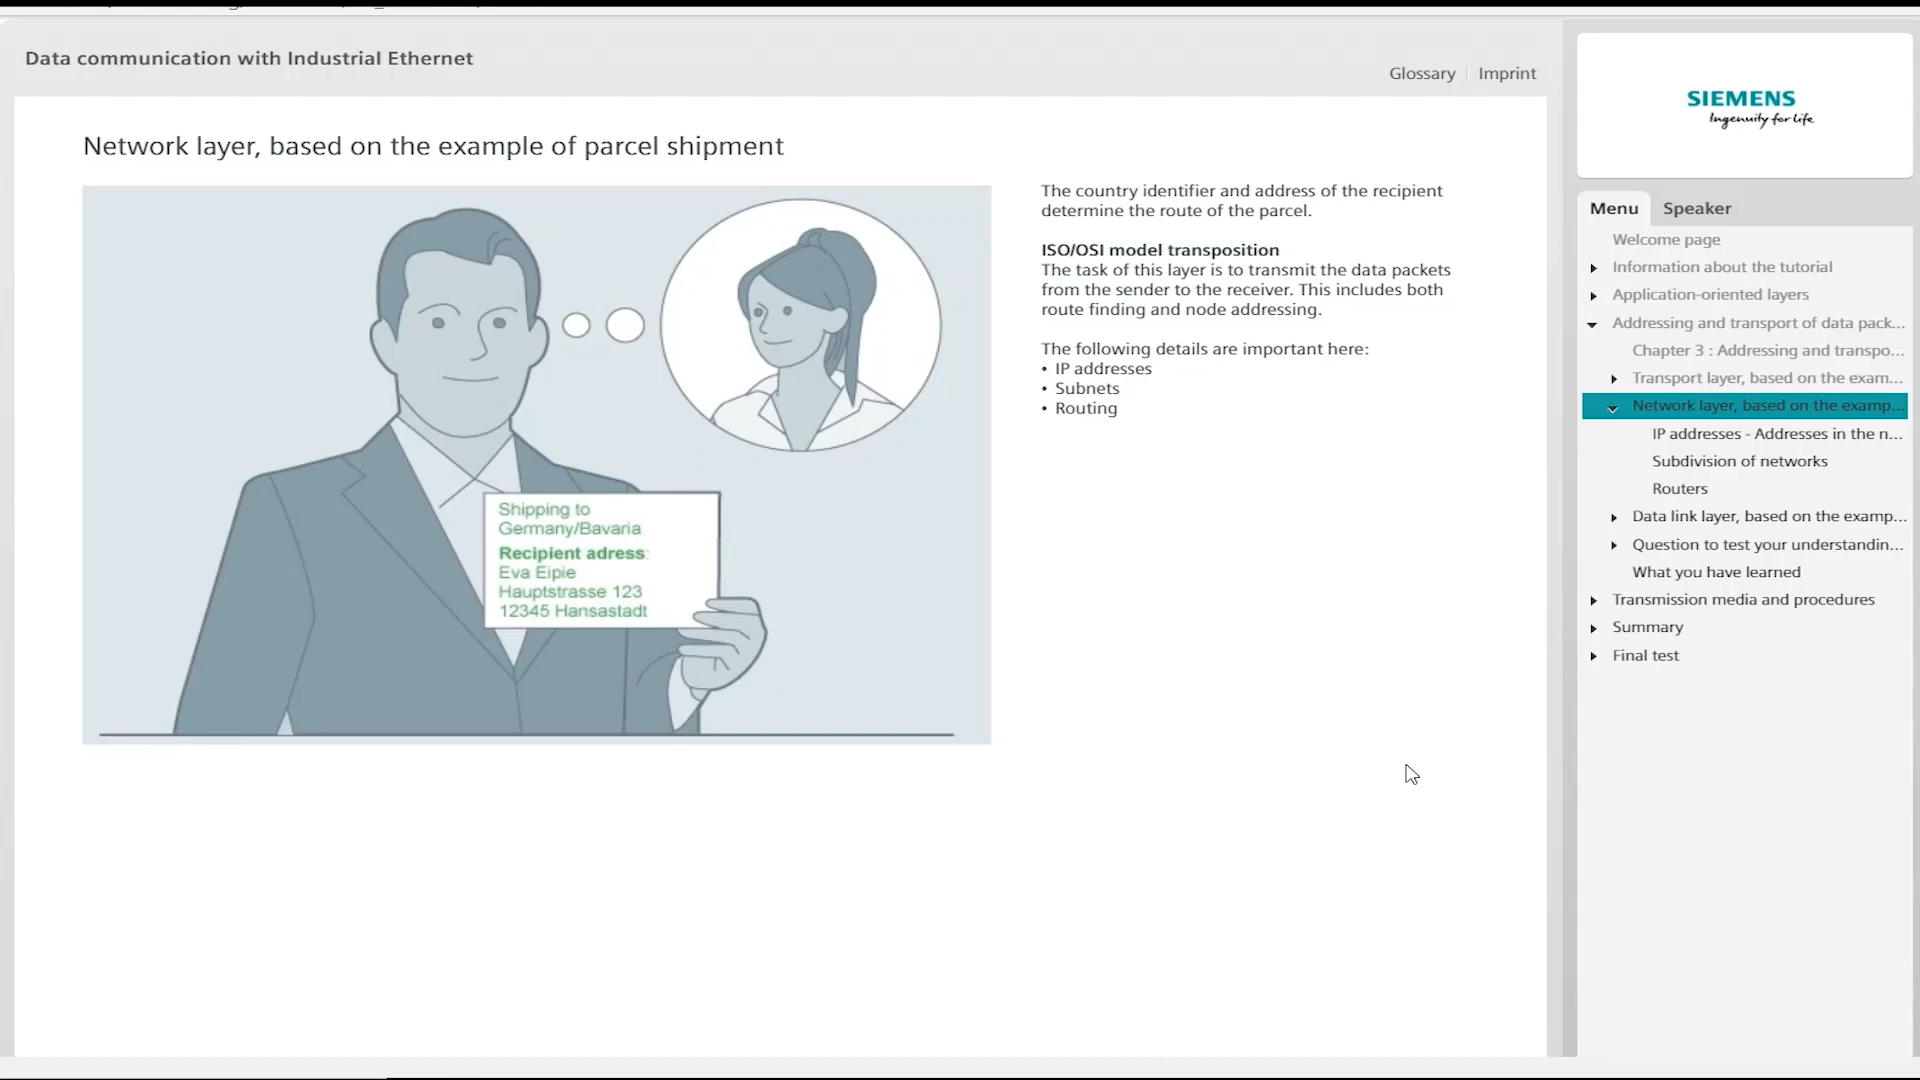 Data communication with Industrial Ethernet
Glossary
Imprint
Network layer, based on the example of parcel shipment
Shipping to
Germany/Bavaria
Recipient adress:
Eva Eipie
Hauptstrasse 123
12345 Hansastadt
The country identifier and address of the recipient
determine the route of the parcel.
ISO/OSI model transposition
The task of this layer is to transmit the data packets
from the sender to the receiver. This includes both
route finding and node addressing.
The following details are important here:
• IP addresses
• Subnets
• Routing
SIEMENS
Ingenuity for life
Menu
Speaker
Welcome page
Information about the tutorial
Application-oriented layers
Addressing and transport of data pack...
Chapter 3 : Addressing and transpo...
Transport layer, based on the exam...
Network layer, based on the examp...
IP addresses - Addresses in the n...
Subdivision of networks
Routers
Data link layer, based on the examp...
Question to test your understandin...
What you have learned
Transmission media and procedures
Summary
Final test